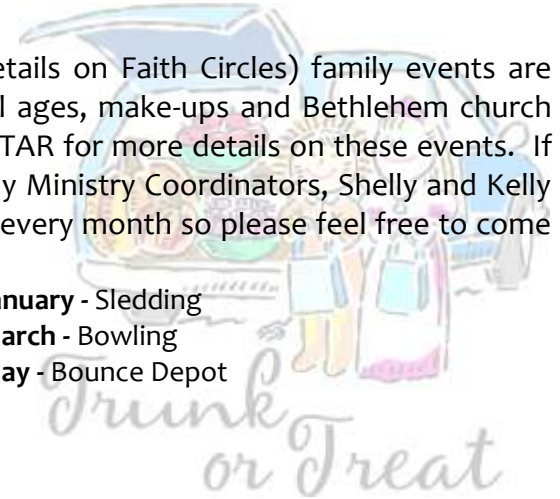 etails on Faith Circles) family events are
l ages, make-ups and Bethlehem church
TAR for more details on these events. If
y Ministry Coordinators, Shelly and Kelly
every month so please feel free to come
anuary - Sledding
arch - Bowling
ay - Bounce Depot
Trunk
or Treat